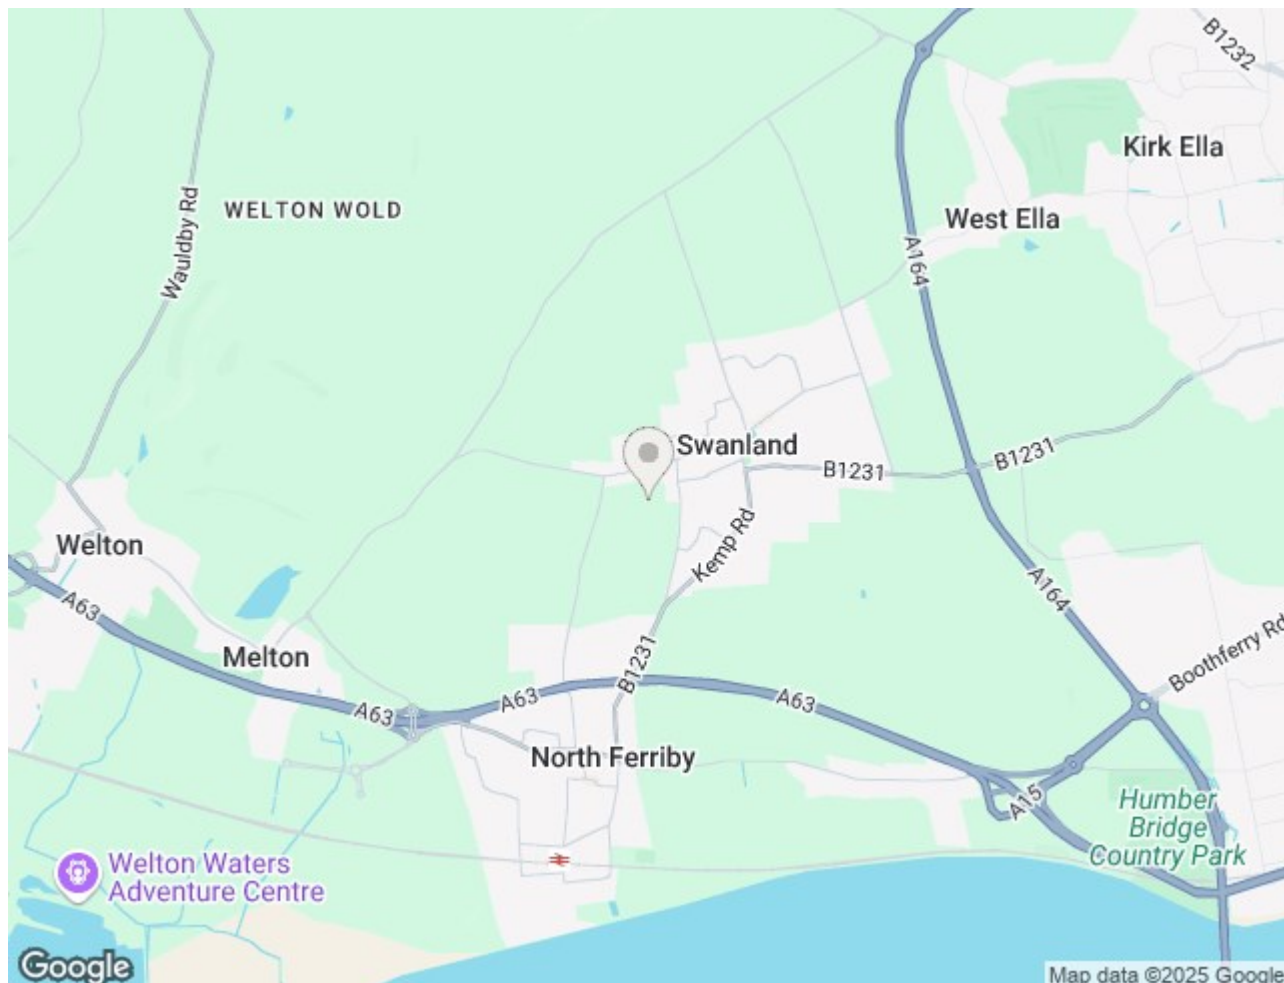 B1232
Kirk Ella
WELTON WOLD
West Ella
Wauldby Rd
A164
Swanland
B1231
B1231
Kemp Rd
Welton
A63
A164
Melton
B1231
Boothferry Rd
A63
A63
A63
North Ferriby
A15
Humber
Bridge
Country Park
Welton Waters
Adventure Centre
Google
Map data ©2025 Google